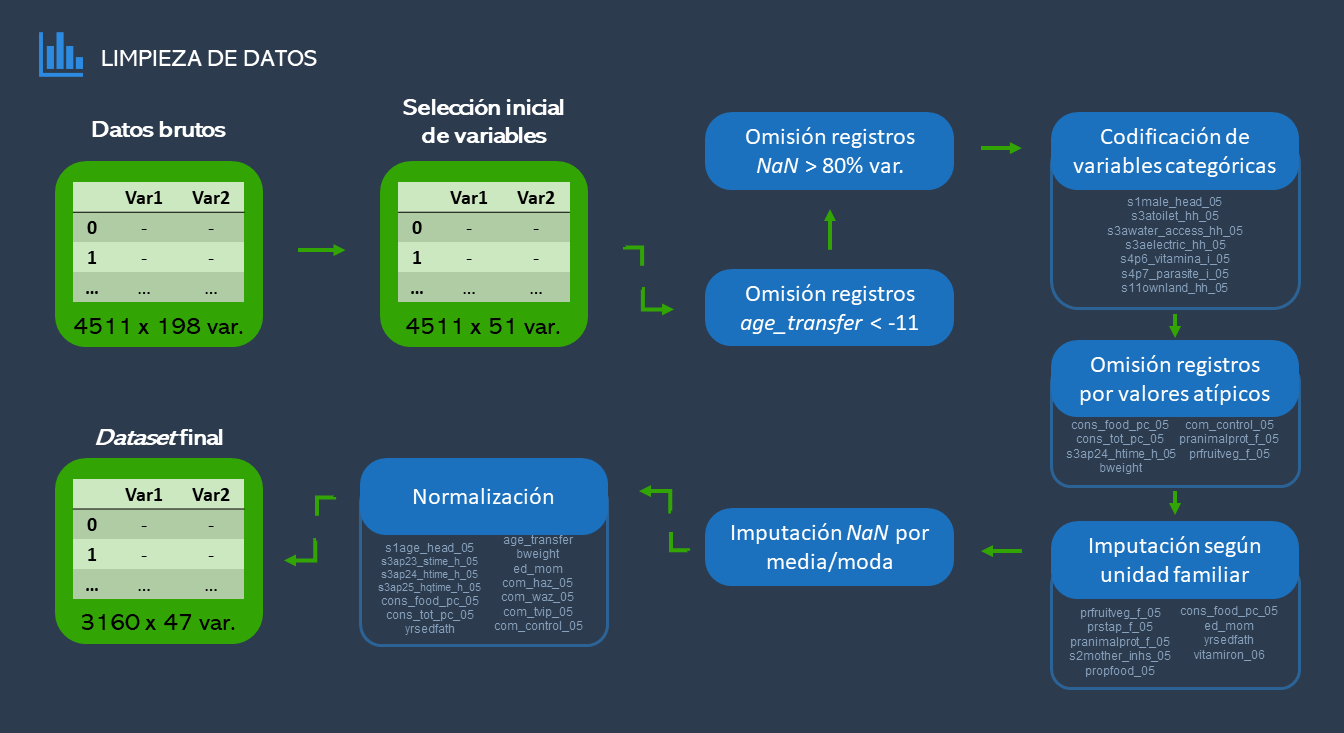 LIMPIEZA DE DATOS
Datos brutos
Var1 Var2
0 - -
1 - -
... ... ...
4511 x 198 var.
Selección inicial
de variables
Var1 Var2
0 - -
1 - -
... ... ...
4511 x 51 var.
Omisión registros
age_transfer < -11
Omisión registros
NaN > 80% var.
Codificación de
variables categóricas
s1male_head_05
s3atoilet_hh_05
s3awater_access_hh_05
s3aelectric_hh_05
s4p6_vitamina_i_05
s4p7_parasite_i_05
s11ownland_hh_05
Omisión registros
por valores atípicos
cons_food_pc_05
cons_tot_pc_05
s3ap24_htime_h_05
bweight
com_control_05
pranimalprot_f_05
prfruitveg_f_05
Imputación según
unidad familiar
prfruitveg_f_05
prstap_f_05
pranimalprot_f_05
s2mother_inhs_05
propfood_05
cons_food_pc_05
ed_mom
yrsedfath
vitamiron_06
Imputación NaN por
media/moda
Normalización
s1age_head_05
s3ap23_stime_h_05
s3ap24_htime_h_05
s3ap25_hqtime_h_05
cons_food_pc_05
cons_tot_pc_05
yrsedfath
age_transfer
bweight
ed_mom
com_haz_05
com_waz_05
com_tvip_05
com_control_05
Dataset final
Var1 Var2
0 - -
1 - -
... ... ...
3160 x 47 var.